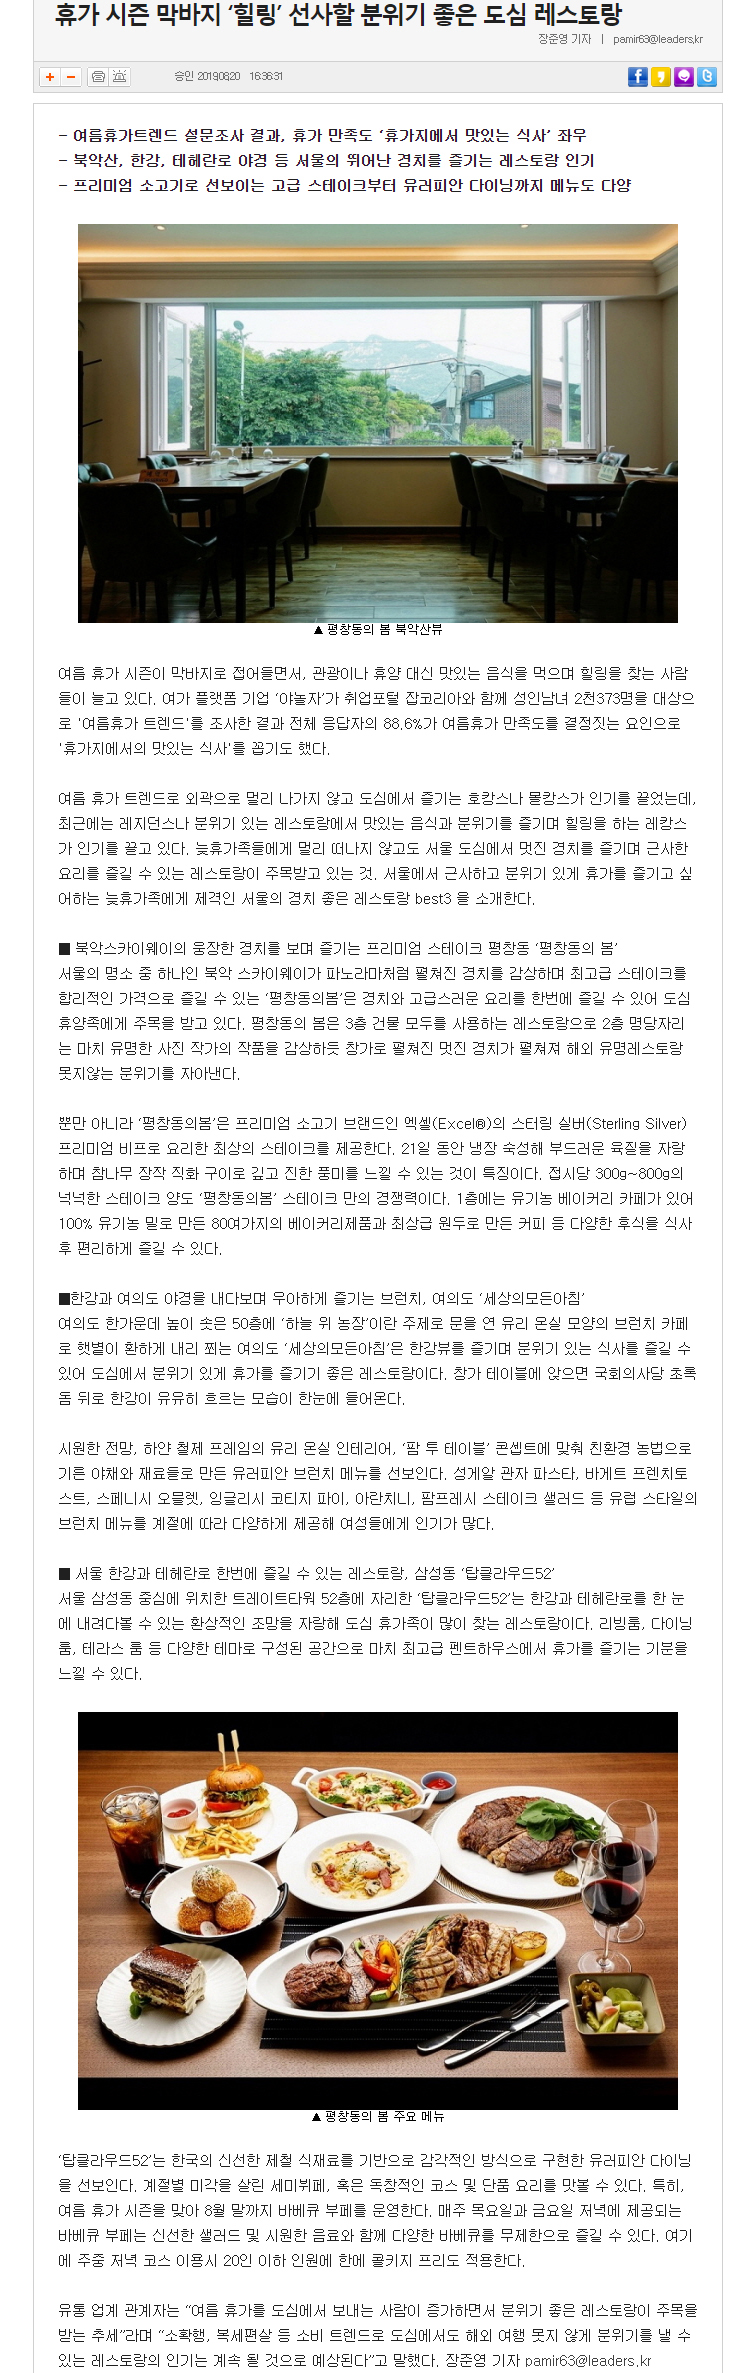 휴가 시즌 막바지 ‘힐링’ 선사할 분위기 좋은 도심 레스토랑
장준영 기자 | pamir63@leaders.kr
승인 2019.08.20 16:36:31
- 여름휴가트렌드 설문조사 결과, 휴가 만족도 ‘휴가지에서 맛있는 식사’ 좌우
- 북악산, 한강, 테헤란로 야경 등 서울의 뛰어난 경치를 즐기는 레스토랑 인기
- 프리미엄 소고기로 선보이는 고급 스테이크부터 유러피안 다이닝까지 메뉴도 다양
▲ 평창동의 봄 북악산뷰
여름 휴가 시즌이 막바지로 접어들면서, 관광이나 휴양 대신 맛있는 음식을 먹으며 힐링을 찾는 사람
들이 늘고 있다. 여가 플랫폼 기업 ‘야놀자’가 취업포털 잡코리아와 함께 성인남녀 2천373명을 대상으
로 '여름휴가 트렌드'를 조사한 결과 전체 응답자의 88.6%가 여름휴가 만족도를 결정짓는 요인으로
'휴가지에서의 맛있는 식사'를 꼽기도 했다.
여름 휴가 트렌드로 외곽으로 멀리 나가지 않고 도심에서 즐기는 호캉스나 몰캉스가 인기를 끌었는데,
최근에는 레지던스나 분위기 있는 레스토랑에서 맛있는 음식과 분위기를 즐기며 힐링을 하는 레캉스
가 인기를 끌고 있다. 늦휴가족들에게 멀리 떠나지 않고도 서울 도심에서 멋진 경치를 즐기며 근사한
요리를 즐길 수 있는 레스토랑이 주목받고 있는 것. 서울에서 근사하고 분위기 있게 휴가를 즐기고 싶
어하는 늦휴가족에게 제격인 서울의 경치 좋은 레스토랑 best3 을 소개한다.
■ 북악스카이웨이의 웅장한 경치를 보며 즐기는 프리미엄 스테이크 평창동 ‘평창동의 봄’
서울의 명소 중 하나인 북악 스카이웨이가 파노라마처럼 펼쳐진 경치를 감상하며 최고급 스테이크를
합리적인 가격으로 즐길 수 있는 ‘평창동의봄’은 경치와 고급스러운 요리를 한번에 즐길 수 있어 도심
휴양족에게 주목을 받고 있다. 평창동의 봄은 3층 건물 모두를 사용하는 레스토랑으로 2층 명당자리
는 마치 유명한 사진 작가의 작품을 감상하듯 창가로 펼쳐진 멋진 경치가 펼쳐져 해외 유명레스토랑
못지않는 분위기를 자아낸다.
뿐만 아니라 ‘평창동의봄’은 프리미엄 소고기 브랜드인 엑셀(Excel®)의 스터링 실버(Sterling Silver)
프리미엄 비프로 요리한 최상의 스테이크를 제공한다. 21일 동안 냉장 숙성해 부드러운 육질을 자랑
하며 참나무 장작 직화 구이로 깊고 진한 풍미를 느낄 수 있는 것이 특징이다. 접시당 300g~800g의
넉넉한 스테이크 양도 ‘평창동의봄’ 스테이크 만의 경쟁력이다. 1층에는 유기농 베이커리 카페가 있어
100% 유기농 밀로 만든 80여가지의 베이커리제품과 최상급 원두로 만든 커피 등 다양한 후식을 식사
후 편리하게 즐길 수 있다.
■한강과 여의도 야경을 내다보며 우아하게 즐기는 브런치, 여의도 ‘세상의모든아침’
여의도 한가운데 높이 솟은 50층에 ‘하늘 위 농장’이란 주제로 문을 연 유리 온실 모양의 브런치 카페
로 햇볕이 환하게 내리 쬐는 여의도 ‘세상의모든아침’은 한강뷰를 즐기며 분위기 있는 식사를 즐길 수
있어 도심에서 분위기 있게 휴가를 즐기기 좋은 레스토랑이다. 창가 테이블에 앉으면 국회의사당 초록
돔 뒤로 한강이 유유히 흐르는 모습이 한눈에 들어온다.
시원한 전망, 하얀 철제 프레임의 유리 온실 인테리어, ‘팜 투 테이블’ 콘셉트에 맞춰 친환경 농법으로
기른 야채와 재료들로 만든 유러피안 브런치 메뉴를 선보인다. 성게알 관자 파스타, 바게트 프렌치토
스트, 스페니시 오믈렛, 잉글리시 코티지 파이, 아란치니, 팜프레시 스테이크 샐러드 등 유럽 스타일의
브런치 메뉴를 계절에 따라 다양하게 제공해 여성들에게 인기가 많다.
■ 서울 한강과 테헤란로 한번에 즐길 수 있는 레스토랑, 삼성동 ‘탑클라우드52’
서울 삼성동 중심에 위치한 트레이트타워 52층에 자리한 ‘탑클라우드52’는 한강과 테헤란로를 한 눈
에 내려다볼 수 있는 환상적인 조망을 자랑해 도심 휴가족이 많이 찾는 레스토랑이다. 리빙룸, 다이닝
룸, 테라스 룸 등 다양한 테마로 구성된 공간으로 마치 최고급 펜트하우스에서 휴가를 즐기는 기분을
느낄 수 있다.
▲ 평창동의 봄 주요 메뉴
‘탑클라우드52’는 한국의 신선한 제철 식재료를 기반으로 감각적인 방식으로 구현한 유러피안 다이닝
을 선보인다. 계절별 미각을 살린 세미뷔페, 혹은 독창적인 코스 및 단품 요리를 맛볼 수 있다. 특히,
여름 휴가 시즌을 맞아 8월 말까지 바베큐 부페를 운영한다. 매주 목요일과 금요일 저녁에 제공되는
바베큐 부페는 신선한 샐러드 및 시원한 음료와 함께 다양한 바베큐를 무제한으로 즐길 수 있다. 여기
에 주중 저녁 코스 이용시 20인 이하 인원에 한에 콜키지 프리도 적용한다.
유통 업계 관계자는 “여름 휴가를 도심에서 보내는 사람이 증가하면서 분위기 좋은 레스토랑이 주목을
받는 추세”라며 “소확행, 복세편살 등 소비 트렌드로 도심에서도 해외 여행 못지 않게 분위기를 낼 수
있는 레스토랑의 인기는 계속 될 것으로 예상된다”고 말했다. 장준영 기자 pamir63@leaders.kr